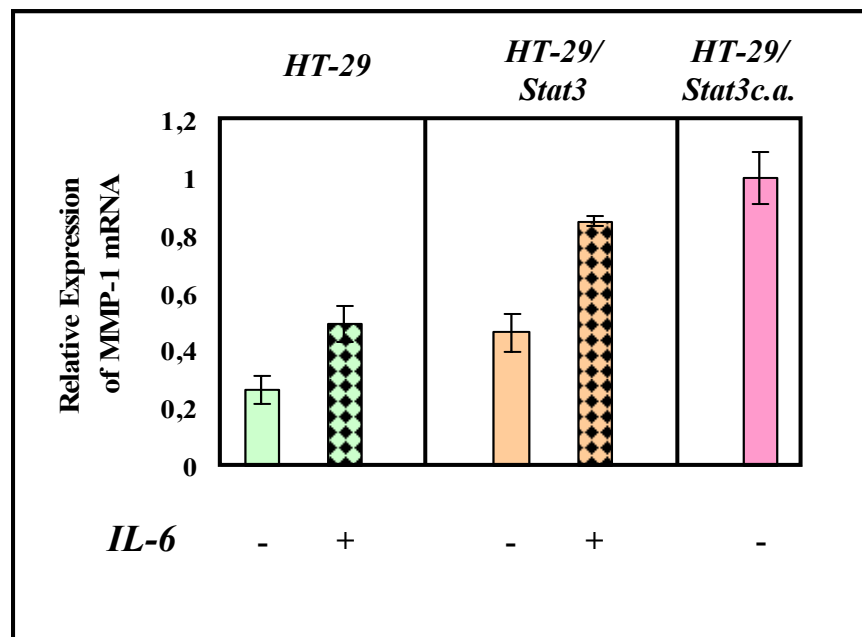 HT-29
HT-29/
Stat3
HT-29/
Stat3c.a.
Relative Expression
of MMP-1 mRNA
1,2
1
0,8
0,6
0,4
0,2
0
IL-6 - + - + -